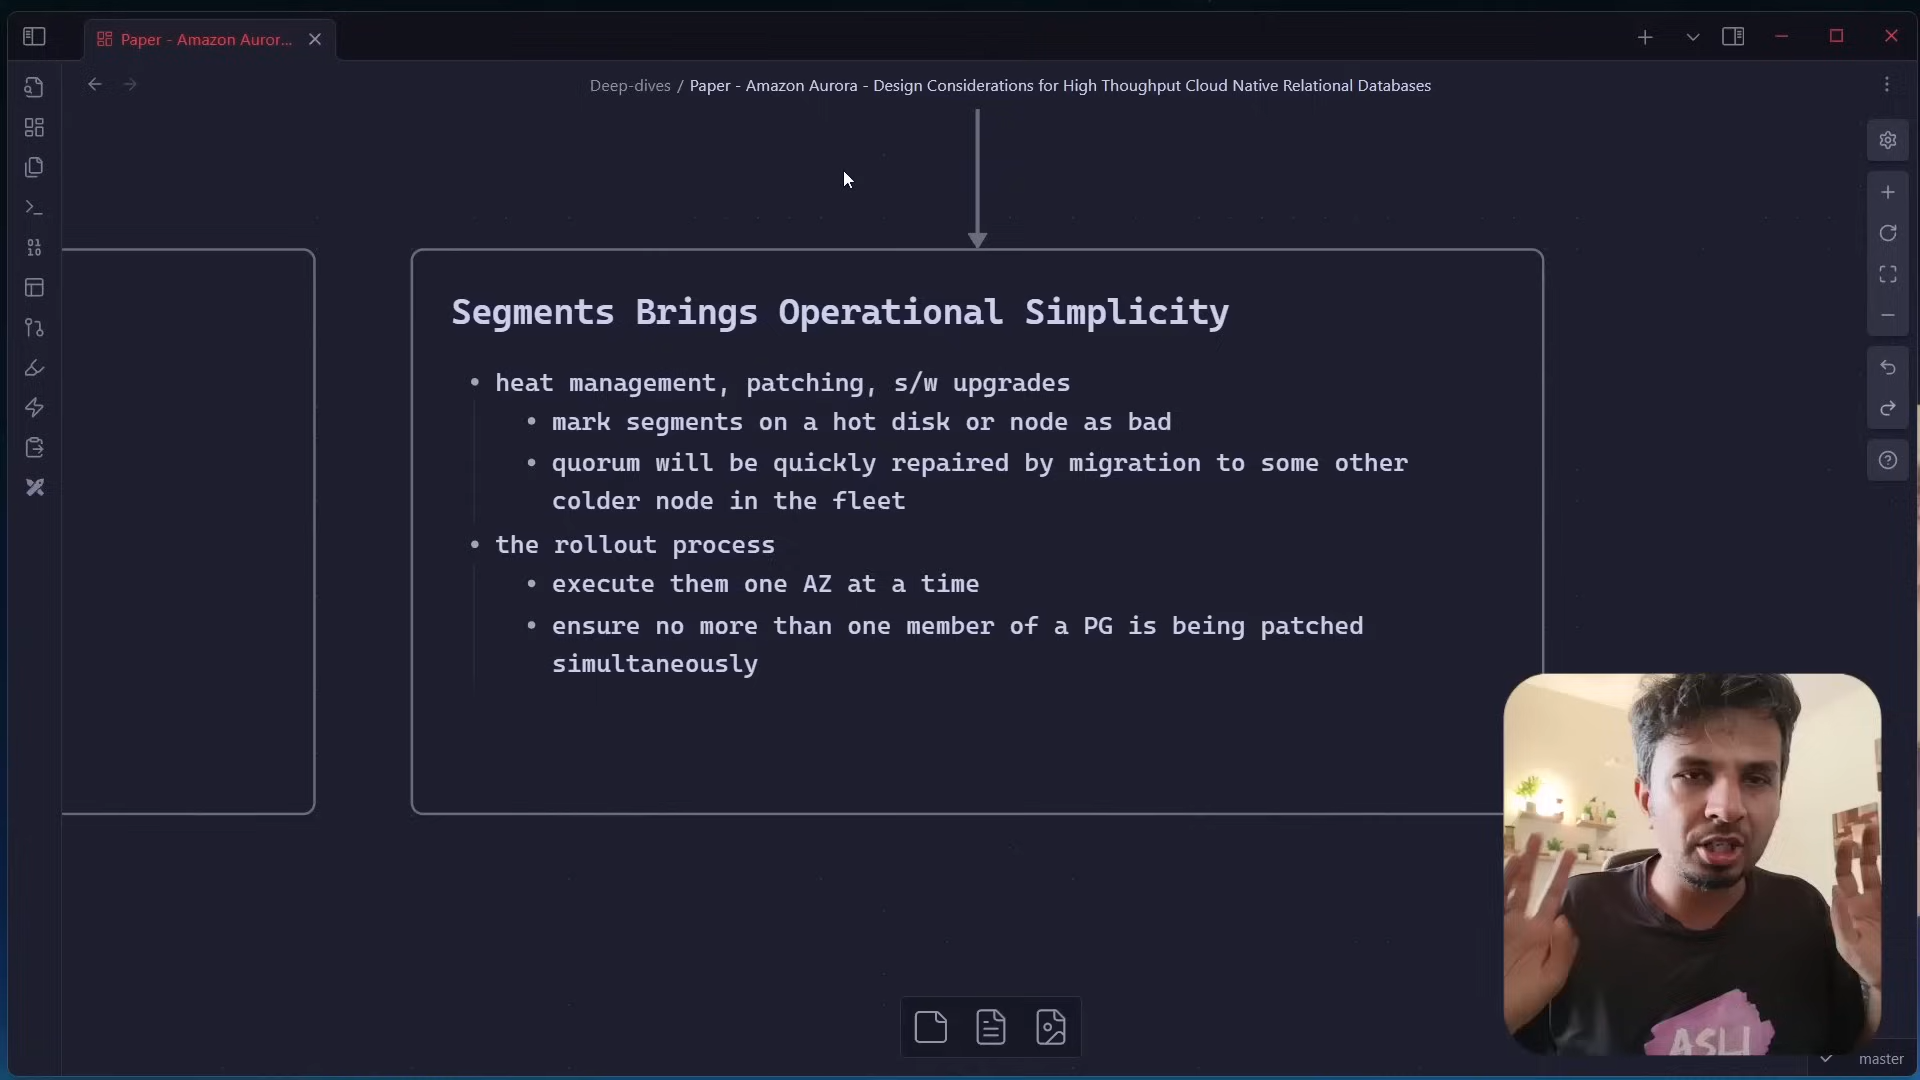 Paper - Amazon Auror...
Deep-dives / Paper - Amazon Aurora - Design Considerations for High Thoughput Cloud Native Relational Databases
Segments Brings Operational Simplicity
• heat management, patching, s/w upgrades
• mark segments on a hot disk or node as bad
• quorum will be quickly repaired by migration to some other
colder node in the fleet
• the rollout process
• execute them one AZ at a time
• ensure no more than one member of a PG is being patched
simultaneously
ASH
master